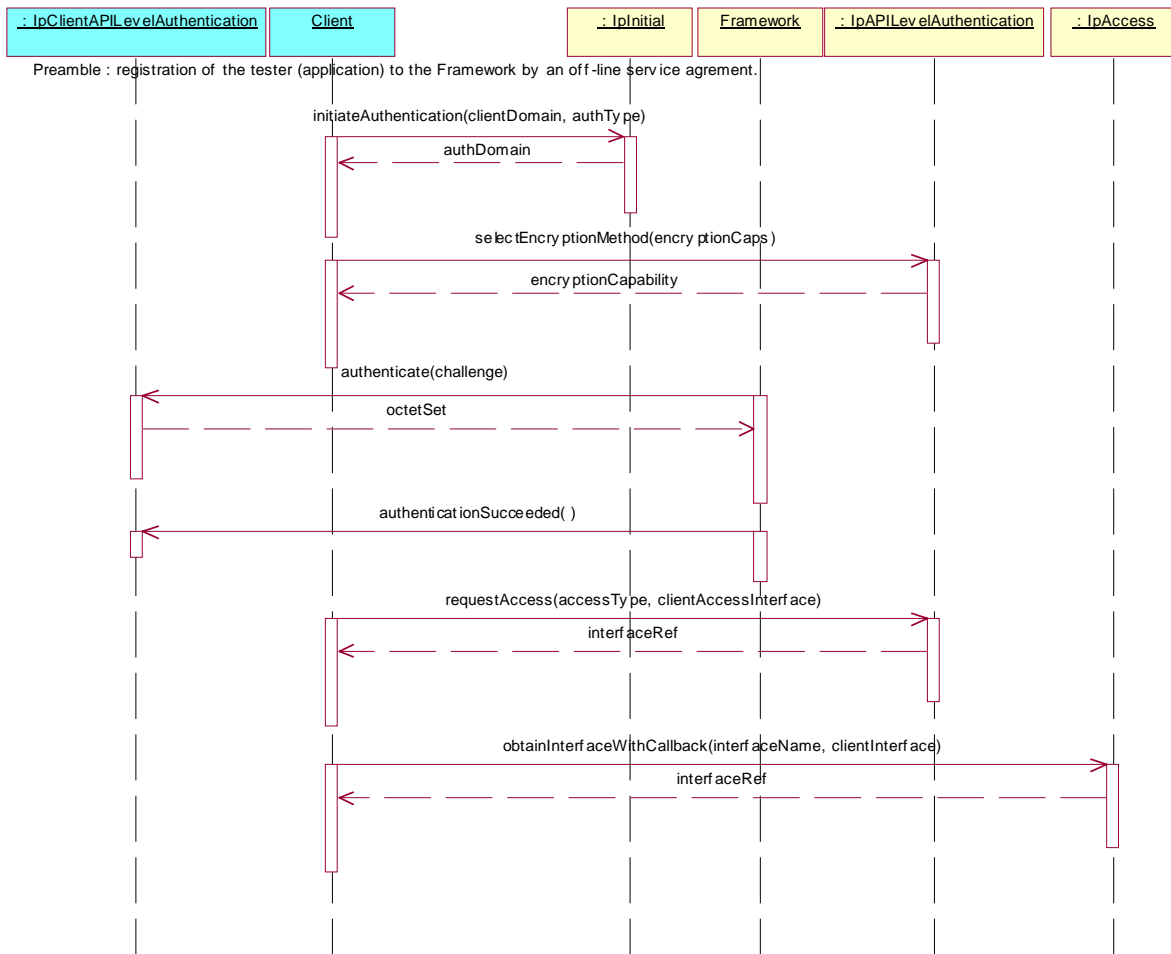 : IpClientAPILevelAuthentication
Client
: IpInitial
Framework
: IpAPILevelAuthentication
: IpAccess
Preamble : registration of the tester (application) to the Framework by an off-line service agrement.
initiateAuthentication(clientDomain, authType)
authDomain
selectEncryptionMethod(encryptionCaps)
encryptionCapability
authenticate(challenge)
octetSet
authenticationSucceeded( )
requestAccess(accessType, clientAccessInterface)
interfaceRef
obtainInterfaceWithCallback(interfaceName, clientInterface)
interfaceRef